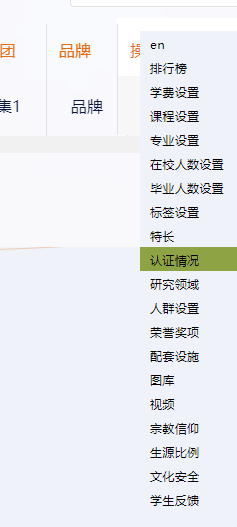 团 品牌
集1 品牌
en
排行榜
学费设置
课程设置
专业设置
在校人数设置
毕业人数设置
标签设置
特长
认证情况
研究领域
人群设置
荣誉奖项
配套设施
图库
视频
宗教信仰
生源比例
文化安全
学生反馈